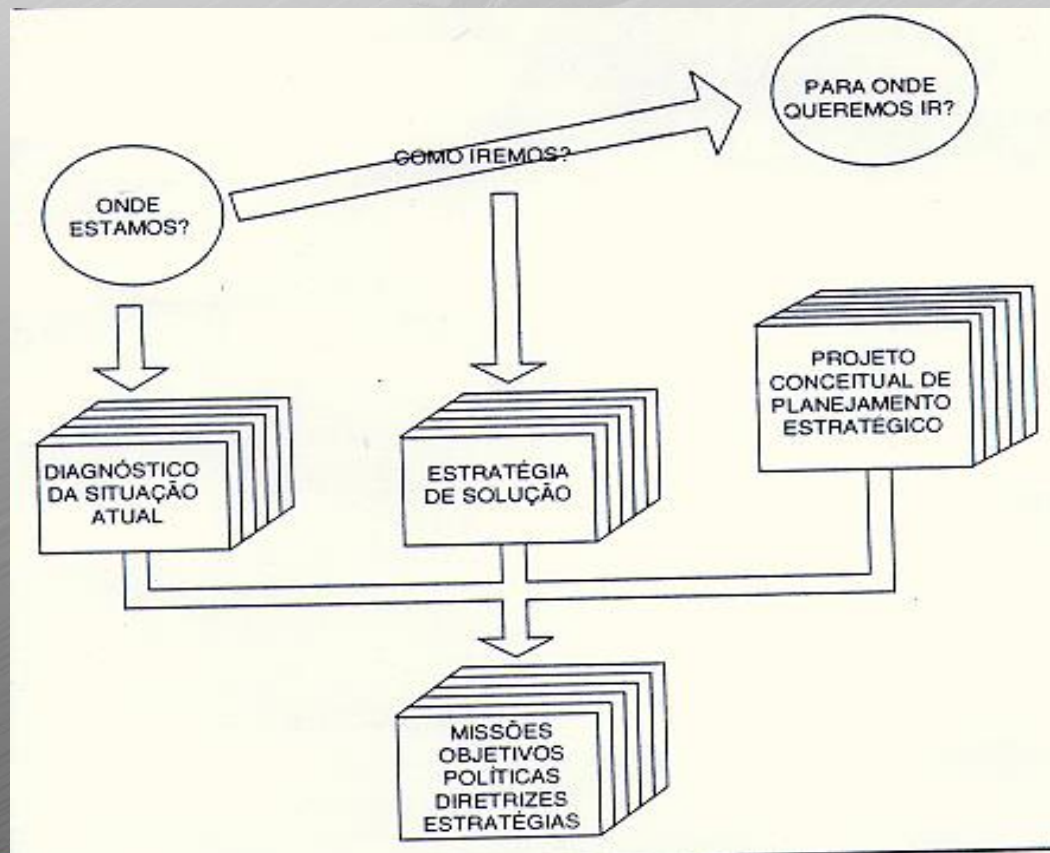 PARA ONDE
QUEREMOS IR?
COMO IREMOS?
ONDE
ESTAMOS?
PROJETO
CONCEITUAL DE
PLANEJAMENTO
ESTRATÉGICO
DIAGNÓSTICO
DA SITUAÇÃO
ATUAL
ESTRATÉGIA
DE SOLUÇÃO
MISSÕES
OBJETIVOS
POLÍTICAS
DIRETRIZES
ESTRATÉGIAS